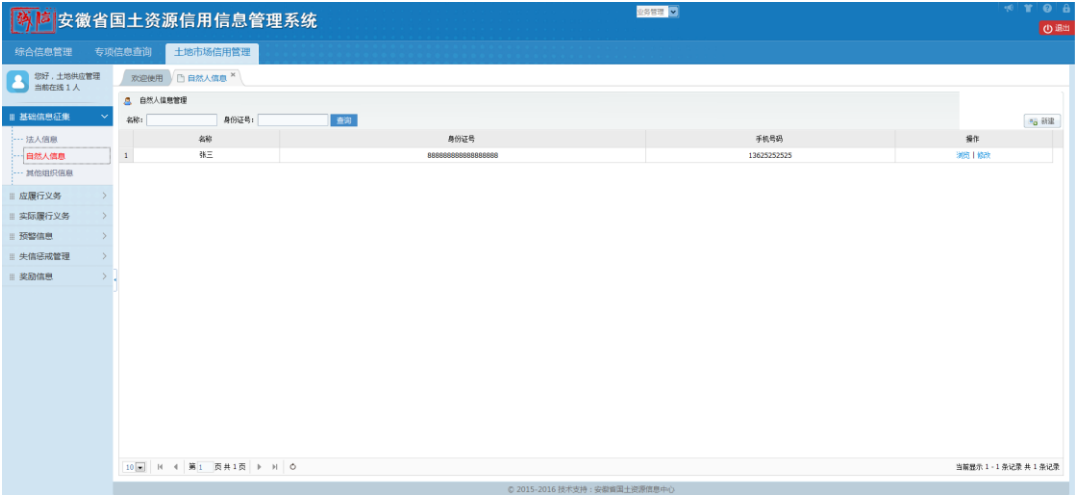 诚信 安徽省国土资源信用信息管理系统
业务管理
退出
综合信息管理 专项信息查询 土地市场信用管理
您好，土地供应管理
当前在线 1 人
欢迎使用 自然人信息 ×
自然人信息管理
基础信息征集
名称: 身份证号: 查询 新建
法人信息
自然人信息
其他组织信息
名称 身份证号 手机号码 操作
1 张三 888888888888888888 13625252525 浏览 | 修改
应履行义务
实际履行义务
预警信息
失信惩戒管理
奖励信息
10 第 1 页 共 1 页 当前显示 1 - 1 条记录 共 1 条记录
© 2015-2016 技术支持：安徽省国土资源信息中心